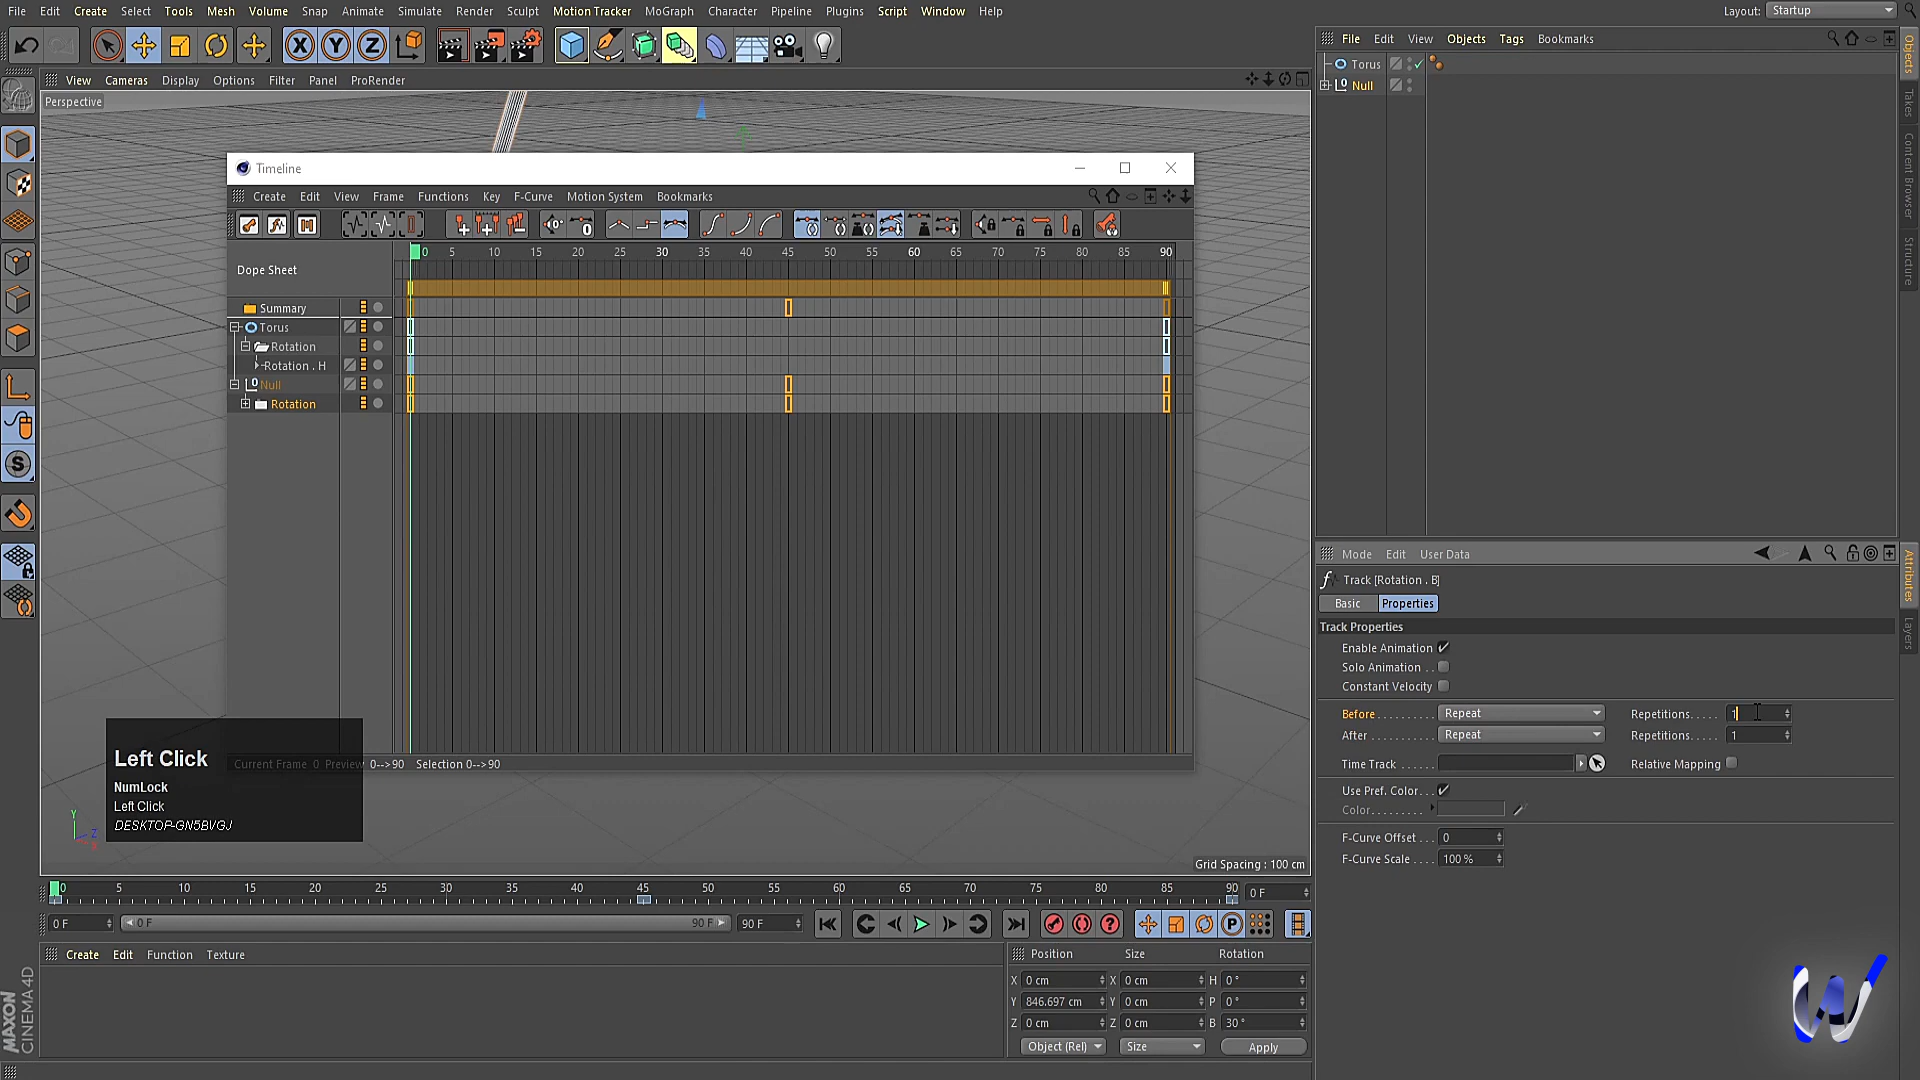 File Edit Create Select Tools Mesh Volume Snap Animate Simulate Render Sculpt Motion Tracker MoGraph Character Pipeline Plugins Script Window Help Layout: Startup
X Y Z
File Edit View Objects Tags Bookmarks
Torus
Null
View Cameras Display Options Filter Panel ProRender
Perspective
Timeline
Create Edit View Frame Functions Key F-Curve Motion System Bookmarks
0 5 10 15 20 25 30 35 40 45 50 55 60 65 70 75 80 85 90
Dope Sheet
Summary
Torus
Rotation
Rotation . H
Null
Rotation
Current Frame 0 Preview 0-->90 Selection 0-->90
Left Click
NumLock
Left Click
DESKTOP-GN5BVGJ
Y
Z
X
Grid Spacing : 100 cm
Objects
Takes
Content Browser
Structure
Mode Edit User Data
Track [Rotation . B]
Basic Properties
Track Properties
Enable Animation
Solo Animation . .
Constant Velocity
Before . . . . . . . . . . Repeat Repetitions. . . . . 1
After . . . . . . . . . . . Repeat Repetitions. . . . . 1
Time Track . . . . . . Relative Mapping
Use Pref. Color. . .
Color. . . . . . . . . . .
F-Curve Offset . . . 0
F-Curve Scale . . . . 100 %
Attributes
Layers
0 5 10 15 20 25 30 35 40 45 50 55 60 65 70 75 80 85 90 0 F
0 F 0 F 90 F 90 F
P
Create Edit Function Texture
Position Size Rotation
X 0 cm X 0 cm H 0 °
Y 846.697 cm Y 0 cm P 0 °
Z 0 cm Z 0 cm B 30 °
Object (Rel) Size Apply
MAXON
CINEMA 4D
W